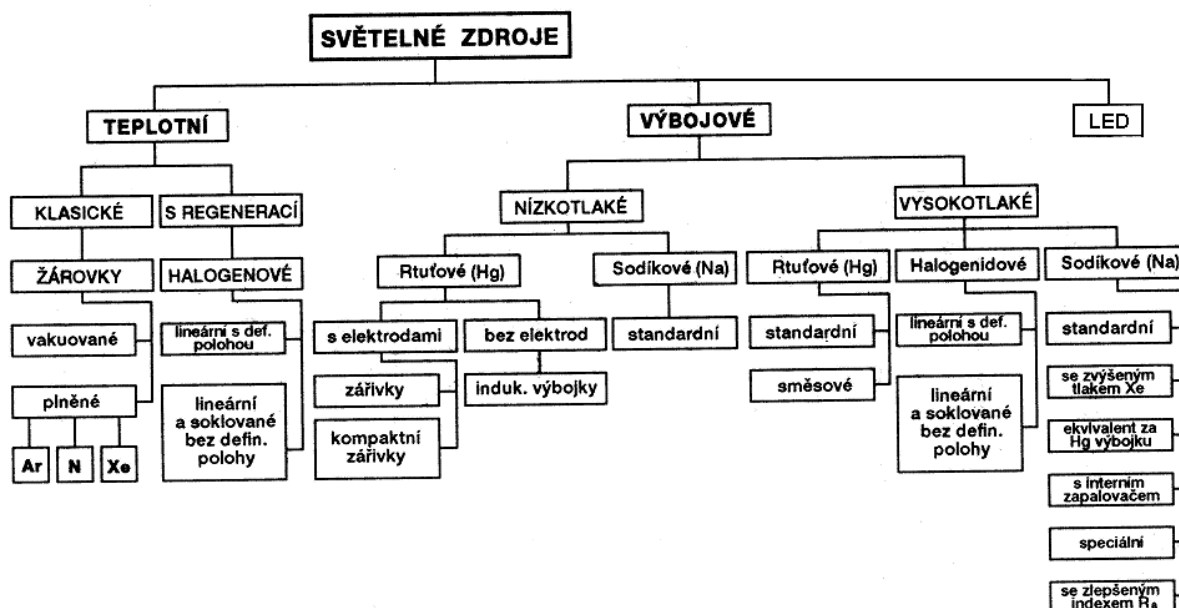 SVĚTELNÉ ZDROJE
TEPLOTNÍ
VÝBOJOVÉ
LED
KLASICKÉ
S REGENERACÍ
NÍZKOTLAKÉ
VYSOKOTLAKÉ
ŽÁROVKY
HALOGENOVÉ
Rtuťové (Hg)
Sodíkové (Na)
Rtuťové (Hg)
Halogenidové
Sodíkové (Na)
vakuované
lineární s def.
polohou
s elektrodami
bez elektrod
standardní
standardní
lineární s def.
polohou
standardní
plněné
lineární
a soklované
bez defin.
polohy
zářivky
induk. výbojky
směsové
lineární
a soklované
bez defin.
polohy
se zvýšeným
tlakem Xe
kompaktní
zářivky
ekvivalent za
Hg výbojku
Ar
N
Xe
s interním
zapalovačem
speciální
se zlepšeným
indexem Ra